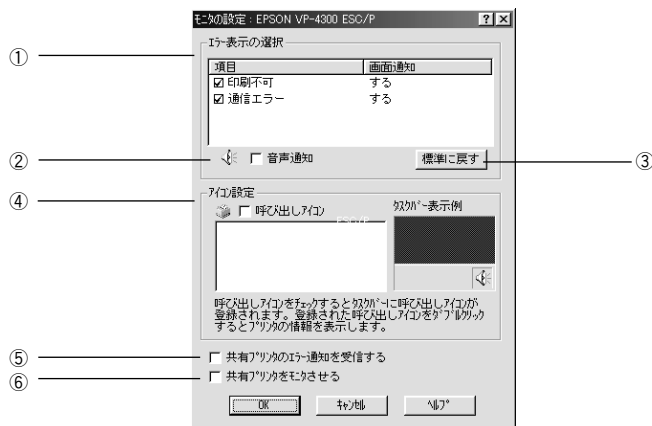 モニタの設定 : EPSON VP-4300 ESC/P
① エラー表示の選択
項目 画面通知
印刷不可 する
通信エラー する
② 音声通知 標準に戻す ③
④ アイコン設定
呼び出しアイコン タスクバー表示例
ESC/P
呼び出しアイコンをチェックするとタスクバーに呼び出しアイコンが
登録されます。登録された呼び出しアイコンをダブルクリック
するとプリンタの情報を表示します。
⑤ 共有プリンタのエラー通知を受信する
⑥ 共有プリンタをモニタさせる
OK キャンセル ヘルプ